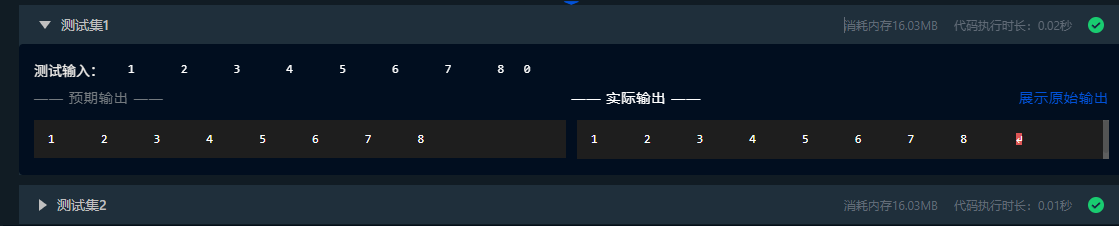 测试集1 消耗内存16.03MB 代码执行时长：0.02秒
测试输入： 1 2 3 4 5 6 7 8 0
—— 预期输出 —— —— 实际输出 —— 展示原始输出
1 2 3 4 5 6 7 8 1 2 3 4 5 6 7 8 ↵
测试集2 消耗内存16.03MB 代码执行时长：0.01秒